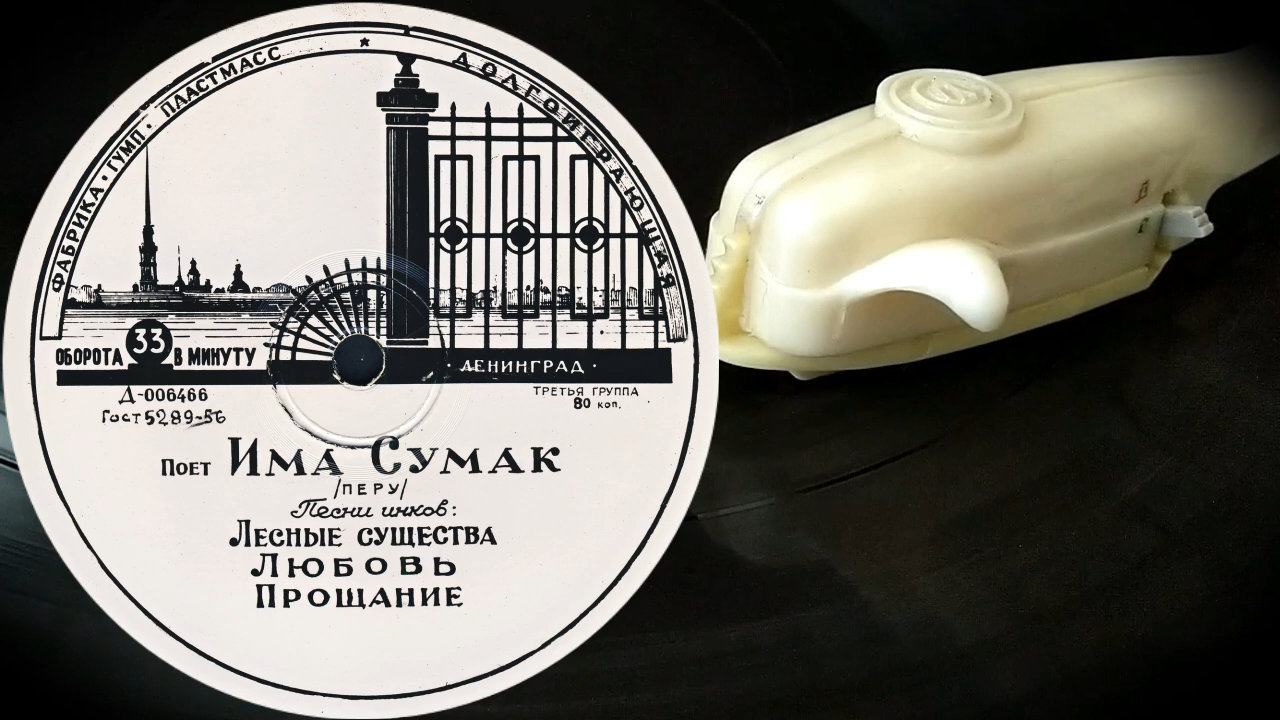 ФАБРИКА · ГУМП · ПЛАСТМАСС ★ ДОЛГОИГРАЮЩАЯ
ОБОРОТА 33 В МИНУТУ
· ЛЕНИНГРАД ·
Д-006466
ГОСТ 5289-56
ТРЕТЬЯ ГРУППА
80 КОП.
ПОЕТ ИМА СУМАК
/ПЕРУ/
Песни инков:
ЛЕСНЫЕ СУЩЕСТВА
ЛЮБОВЬ
ПРОЩАНИЕ